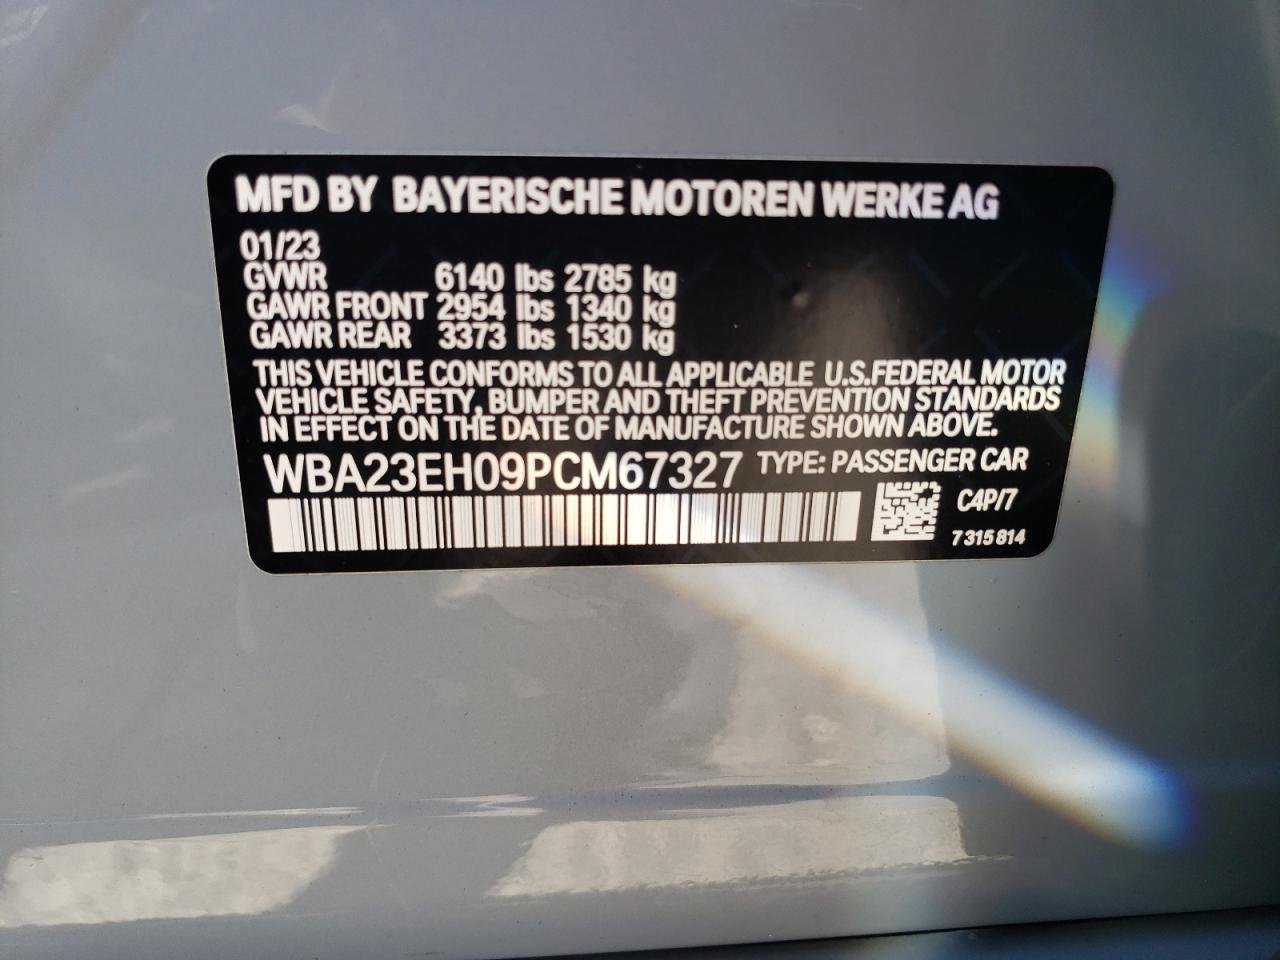 MFD BY BAYERISCHE MOTOREN WERKE AG
01/23
GVWR 6140 lbs 2785 kg
GAWR FRONT 2954 lbs 1340 kg
GAWR REAR 3373 lbs 1530 kg
THIS VEHICLE CONFORMS TO ALL APPLICABLE U.S.FEDERAL MOTOR
VEHICLE SAFETY, BUMPER AND THEFT PREVENTION STANDARDS
IN EFFECT ON THE DATE OF MANUFACTURE SHOWN ABOVE.
WBA23EH09PCM67327 TYPE: PASSENGER CAR
C4P/7
7 315 814